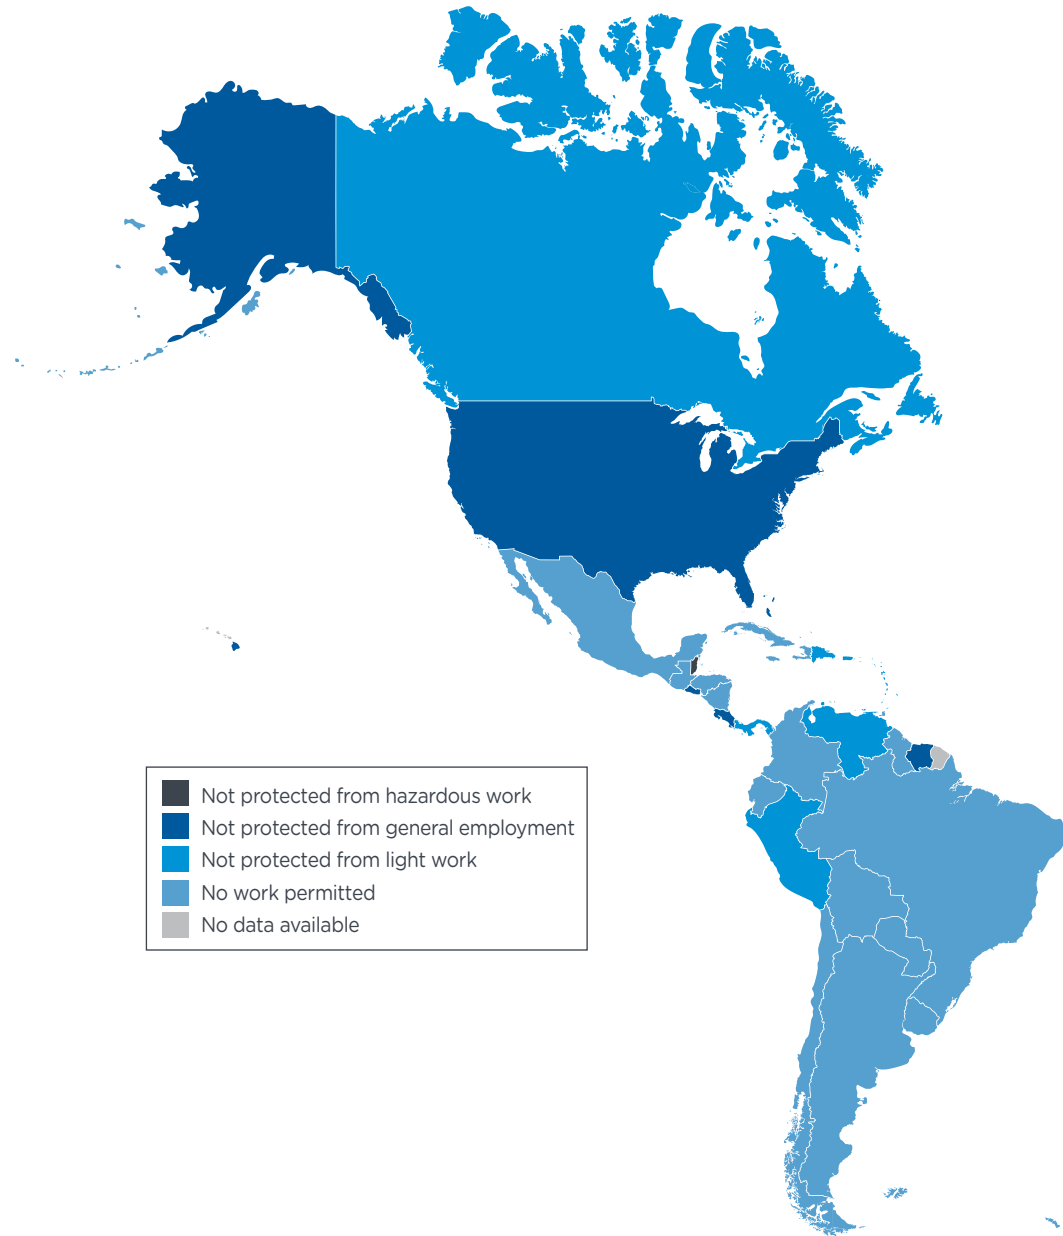 Not protected from hazardous work
Not protected from general employment
Not protected from light work
No work permitted
No data available